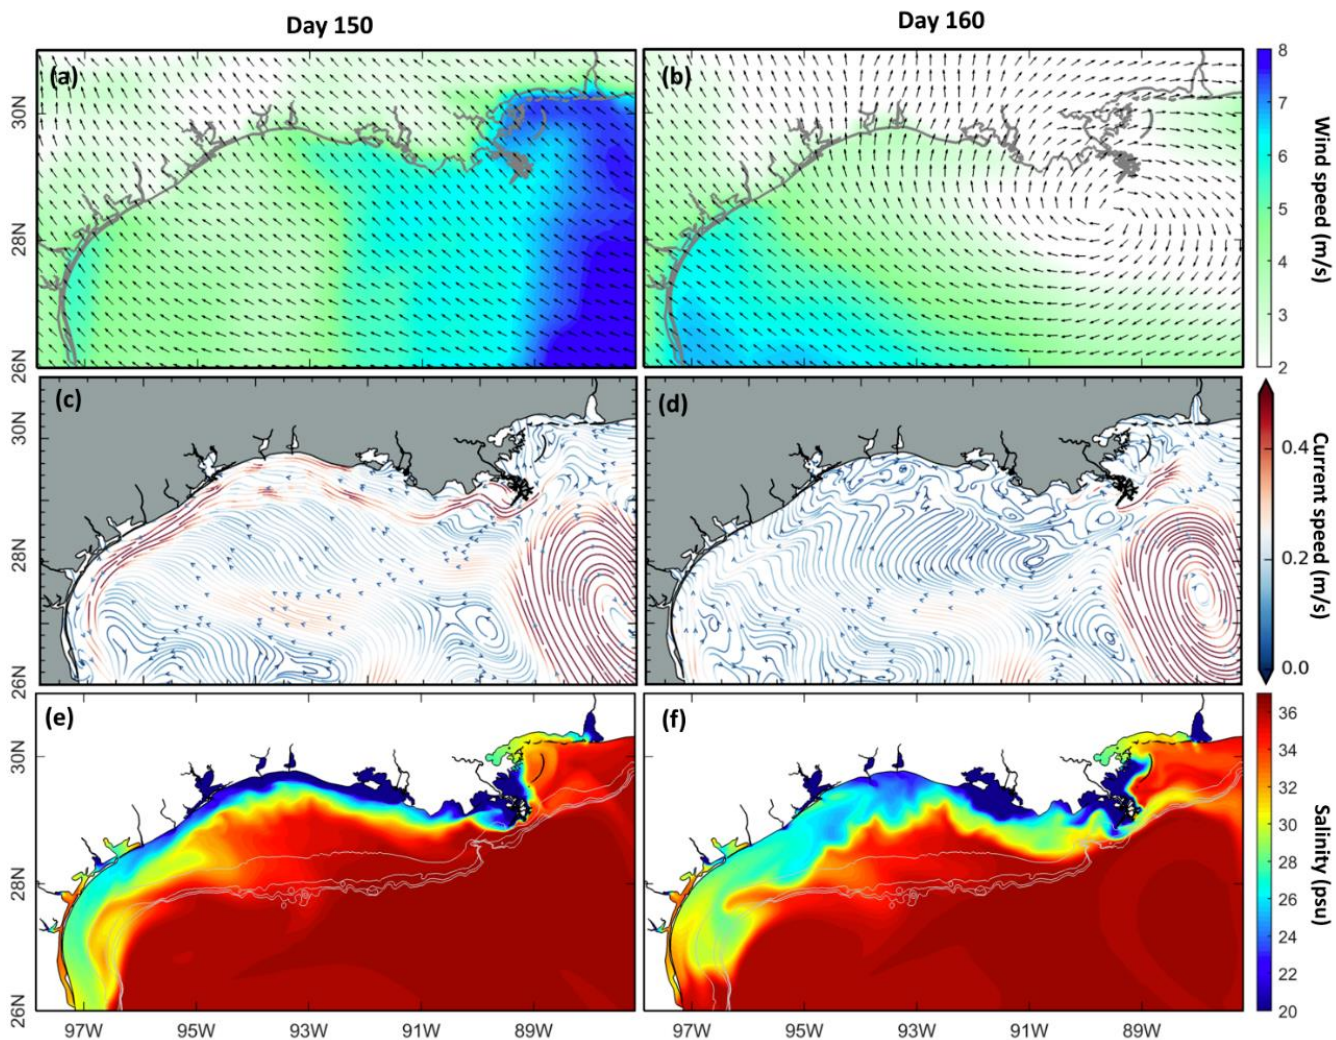 Day 150
Day 160
(a)
(b)
30N
28N
26N
8
7
6
5
4
3
2
Wind speed (m/s)
(c)
(d)
30N
28N
26N
0.4
0.2
0.0
Current speed (m/s)
(e)
(f)
30N
28N
26N
36
34
32
30
28
26
24
22
20
Salinity (psu)
97W
95W
93W
91W
89W
97W
95W
93W
91W
89W